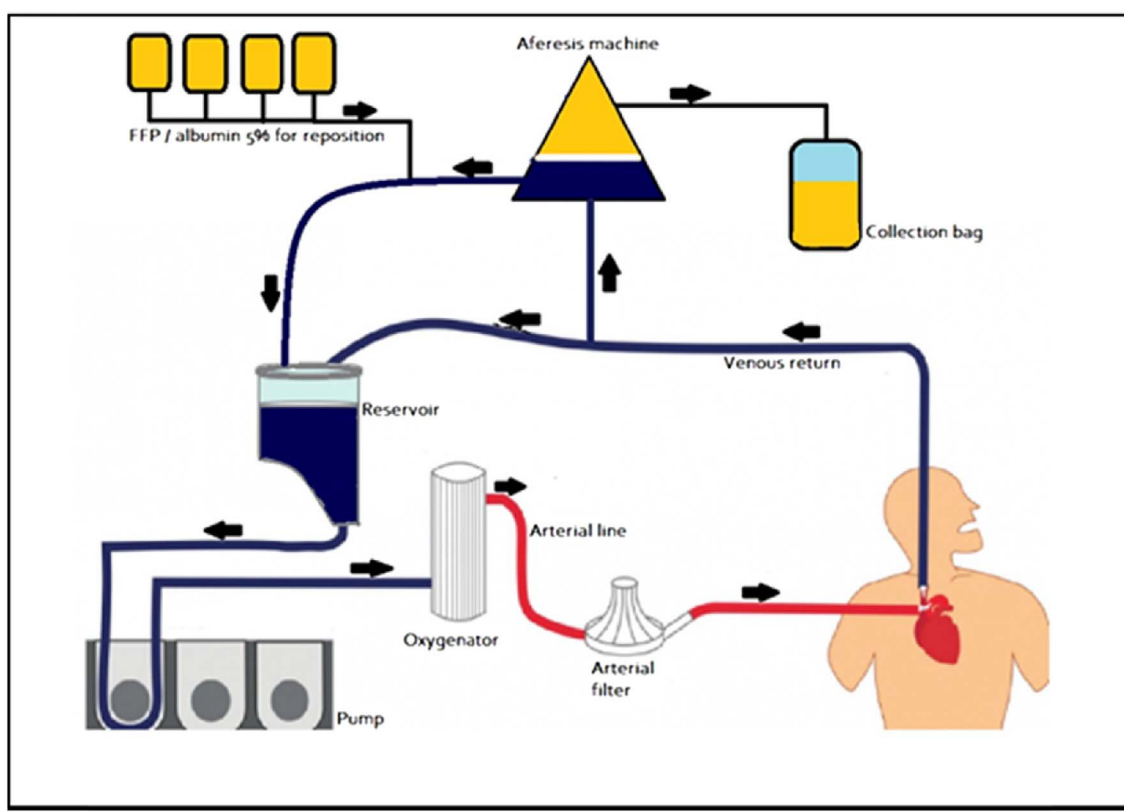 Aferesis machine
FFP / albumin 5% for reposition
Collection bag
Venous return
Reservoir
Arterial line
Oxygenator
Arterial
filter
Pump